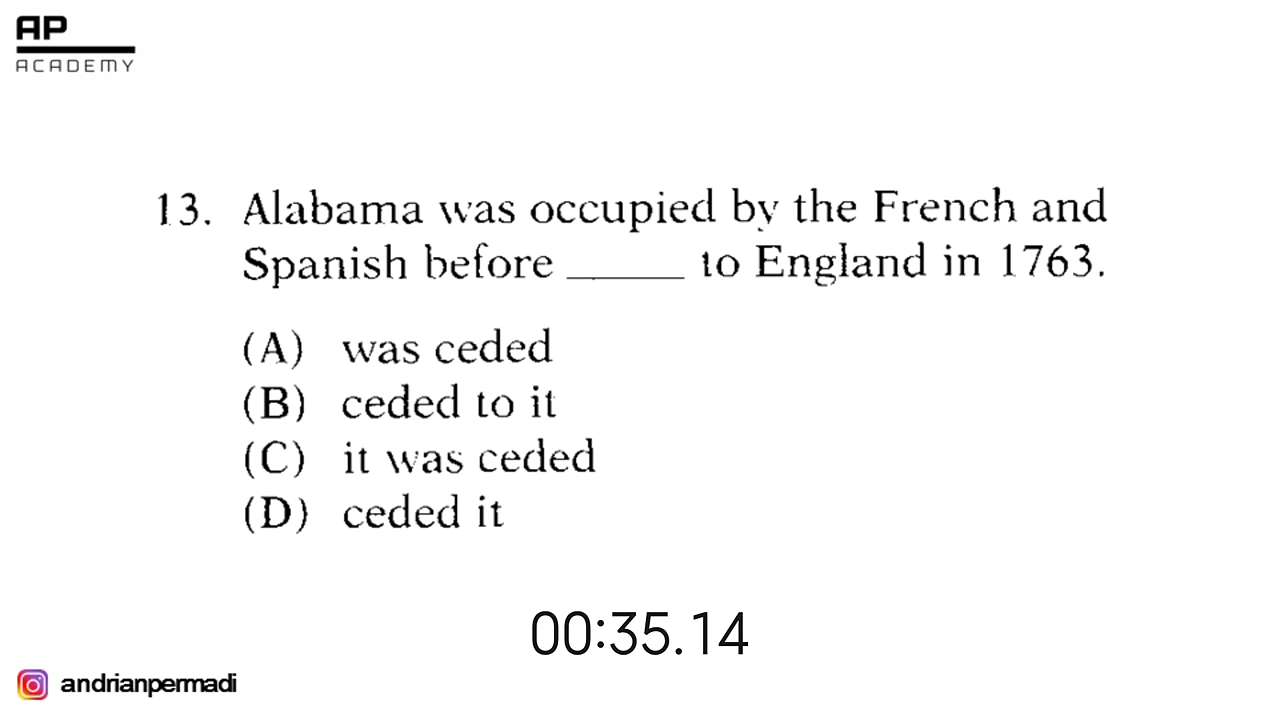 AP
ACADEMY
13. Alabama was occupied by the French and
Spanish before _____ to England in 1763.
(A) was ceded
(B) ceded to it
(C) it was ceded
(D) ceded it
00:35.14
andrianpermadi